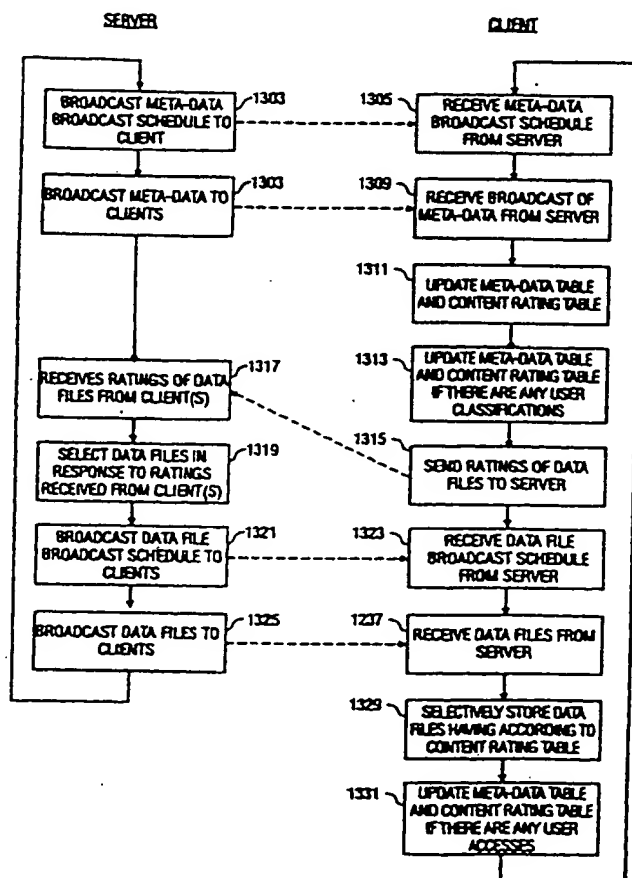 SERVER
CLIENT
1303
BROADCAST META-DATA
BROADCAST SCHEDULE TO
CLIENT
1305
RECEIVE META-DATA
BROADCAST SCHEDULE
FROM SERVER
1303
BROADCAST META-DATA TO
CLIENTS
1309
RECEIVE BROADCAST OF
META-DATA FROM SERVER
1311
UPDATE META-DATA TABLE
AND CONTENT RATING TABLE
1317
RECEIVES RATINGS OF DATA
FILES FROM CLIENT(S)
1313
UPDATE META-DATA TABLE
AND CONTENT RATING TABLE
IF THERE ARE ANY USER
CLASSIFICATIONS
1319
SELECT DATA FILES IN
RESPONSE TO RATINGS
RECEIVED FROM CLIENT(S)
1315
SEND RATINGS OF DATA
FILES TO SERVER
1321
BROADCAST DATA FILE
BROADCAST SCHEDULE TO
CLIENTS
1323
RECEIVE DATA FILE
BROADCAST SCHEDULE
FROM SERVER
1325
BROADCAST DATA FILES TO
CLIENTS
1237
RECEIVE DATA FILES FROM
SERVER
1329
SELECTIVELY STORE DATA
FILES HAVING ACCORDING TO
CONTENT RATING TABLE
1331
UPDATE META-DATA TABLE
AND CONTENT RATING TABLE
IF THERE ARE ANY USER
ACCESSES